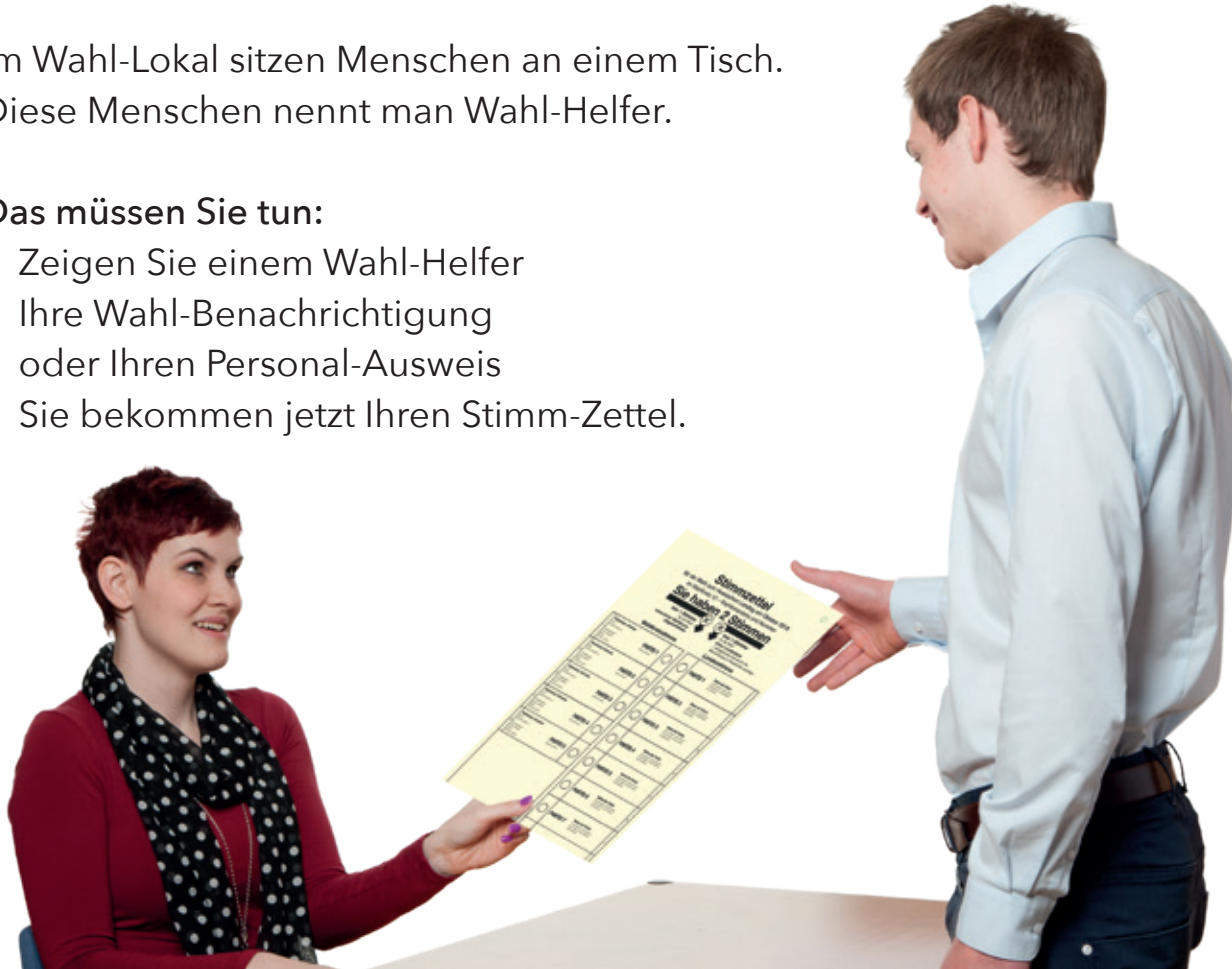 m Wahl-Lokal sitzen Menschen an einem Tisch.
Diese Menschen nennt man Wahl-Helfer.
Das müssen Sie tun:
Zeigen Sie einem Wahl-Helfer
Ihre Wahl-Benachrichtigung
oder Ihren Personal-Ausweis
Sie bekommen jetzt Ihren Stimm-Zettel.
Stimmzettel
Sie haben 2 Stimmen